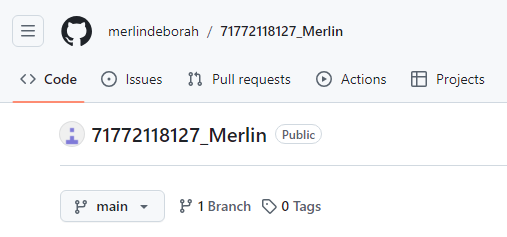 merlindeborah / 71772118127_Merlin
Code Issues Pull requests Actions Projects
71772118127_Merlin Public
main 1 Branch 0 Tags